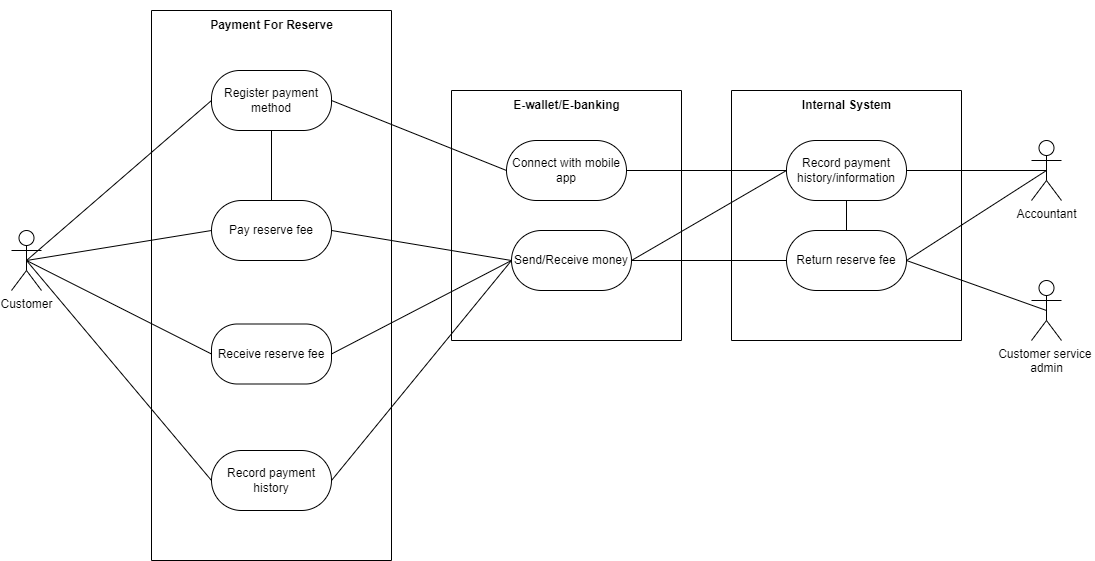 Payment For Reserve
Register payment
method
Pay reserve fee
Receive reserve fee
Record payment
history
Customer
E-wallet/E-banking
Connect with mobile
app
Send/Receive money
Internal System
Record payment
history/information
Return reserve fee
Accountant
Customer service
admin